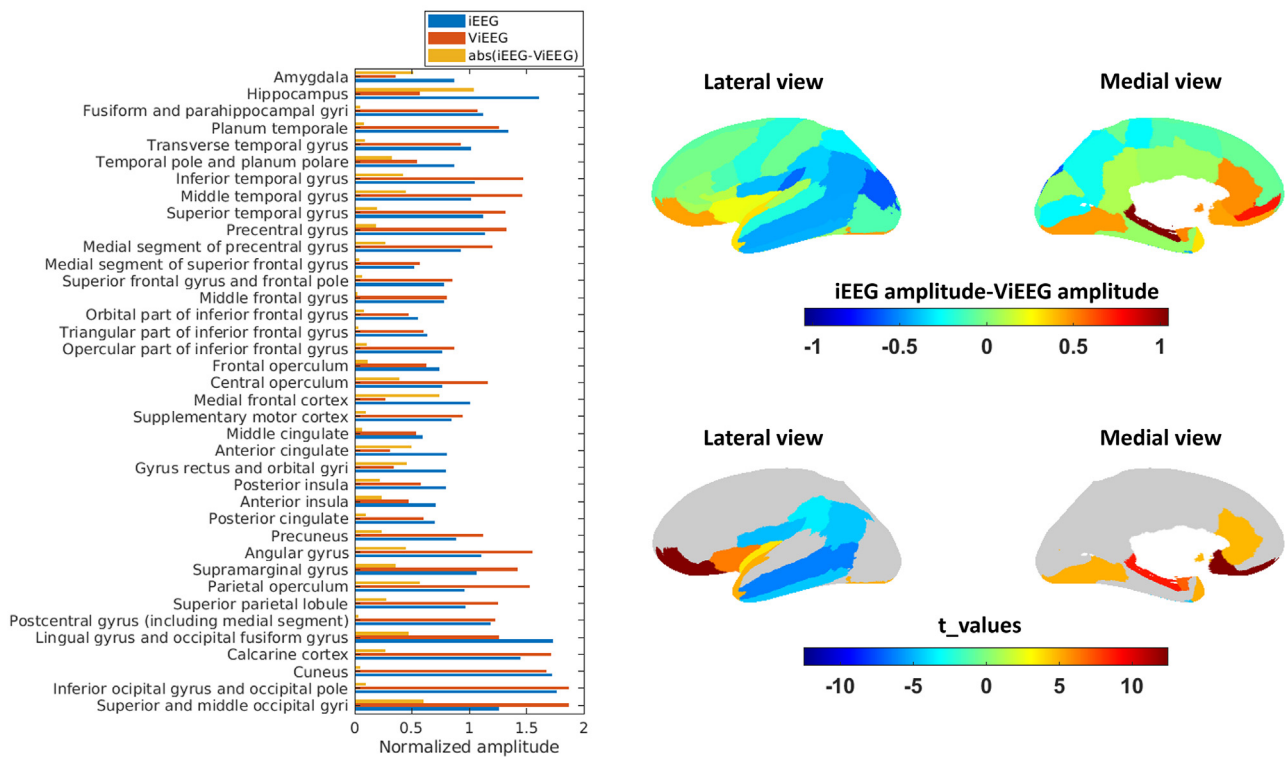 iEEG
ViEEG
abs(iEEG-ViEEG)
Amygdala
Hippocampus
Fusiform and parahippocampal gyri
Planum temporale
Transverse temporal gyrus
Temporal pole and planum polare
Inferior temporal gyrus
Middle temporal gyrus
Superior temporal gyrus
Precentral gyrus
Medial segment of precentral gyrus
Medial segment of superior frontal gyrus
Superior frontal gyrus and frontal pole
Middle frontal gyrus
Orbital part of inferior frontal gyrus
Triangular part of inferior frontal gyrus
Opercular part of inferior frontal gyrus
Frontal operculum
Central operculum
Medial frontal cortex
Supplementary motor cortex
Middle cingulate
Anterior cingulate
Gyrus rectus and orbital gyri
Posterior insula
Anterior insula
Posterior cingulate
Precuneus
Angular gyrus
Supramarginal gyrus
Parietal operculum
Superior parietal lobule
Postcentral gyrus (including medial segment)
Lingual gyrus and occipital fusiform gyrus
Calcarine cortex
Cuneus
Inferior ocipital gyrus and occipital pole
Superior and middle occipital gyri
0 0.5 1 1.5 2
Normalized amplitude
Lateral view Medial view
iEEG amplitude-ViEEG amplitude
-1 -0.5 0 0.5 1
Lateral view Medial view
t_values
-10 -5 0 5 10